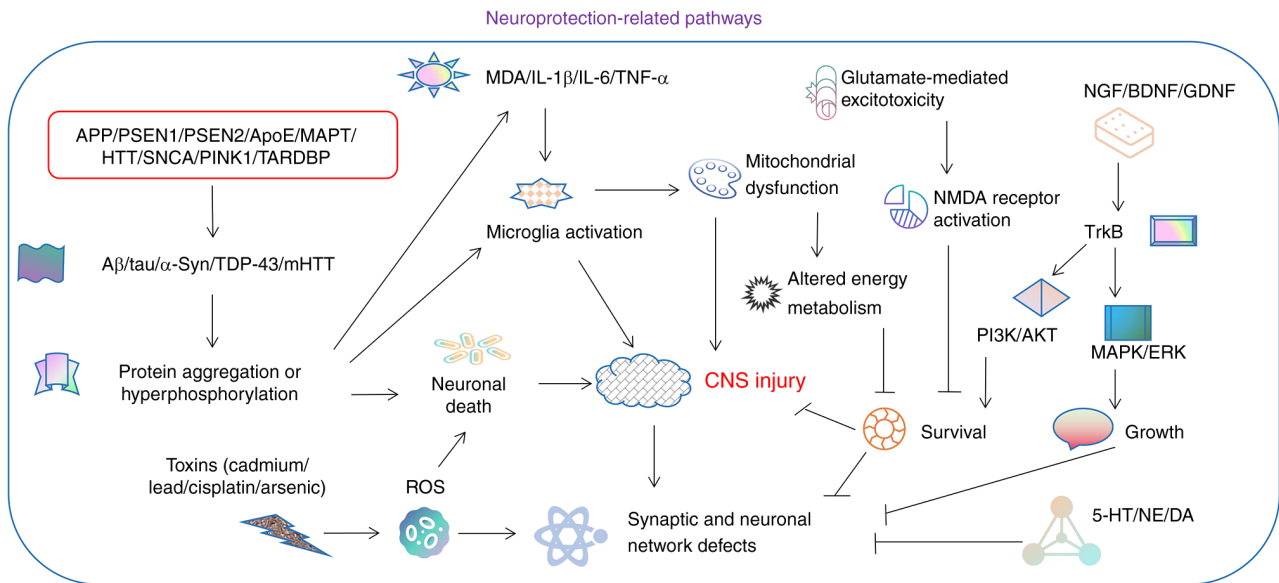 Neuroprotection-related pathways
MDA/IL-1β/IL-6/TNF-α
Glutamate-mediated
excitotoxicity
NGF/BDNF/GDNF
APP/PSEN1/PSEN2/ApoE/MAPT/
HTT/SNCA/PINK1/TARDBP
Mitochondrial
dysfunction
NMDA receptor
activation
Microglia activation
TrkB
Aβ/tau/α-Syn/TDP-43/mHTT
Altered energy
metabolism
PI3K/AKT
MAPK/ERK
Protein aggregation or
hyperphosphorylation
Neuronal
death
CNS injury
Survival
Growth
Toxins (cadmium/
lead/cisplatin/arsenic)
ROS
Synaptic and neuronal
network defects
5-HT/NE/DA